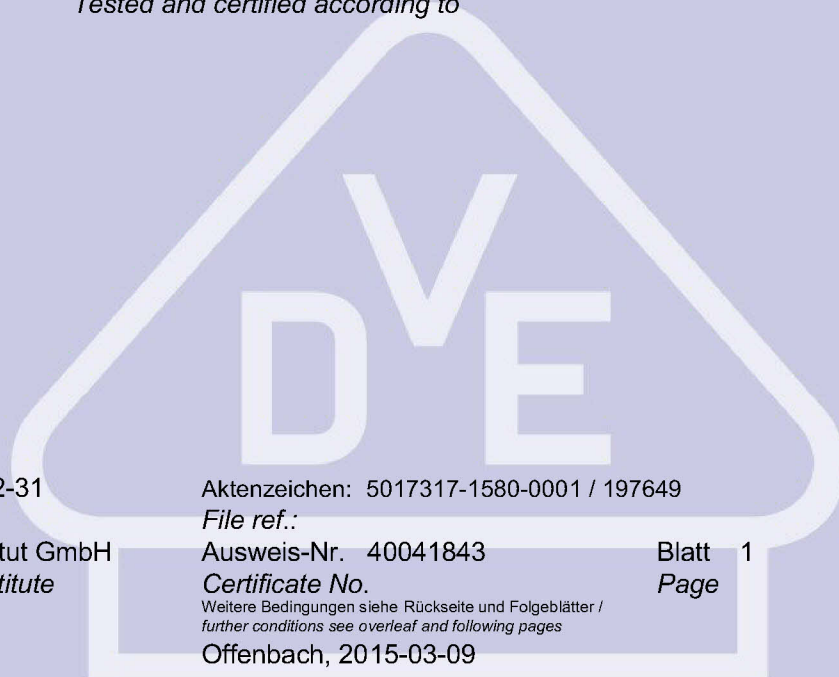 Tested and certified according to
VDE
2-31
Aktenzeichen: 5017317-1580-0001 / 197649
File ref.:
tut GmbH
Ausweis-Nr. 40041843
Blatt 1
titute
Certificate No.
Page
Weitere Bedingungen siehe Rückseite und Folgeblätter /
further conditions see overleaf and following pages
Offenbach, 2015-03-09